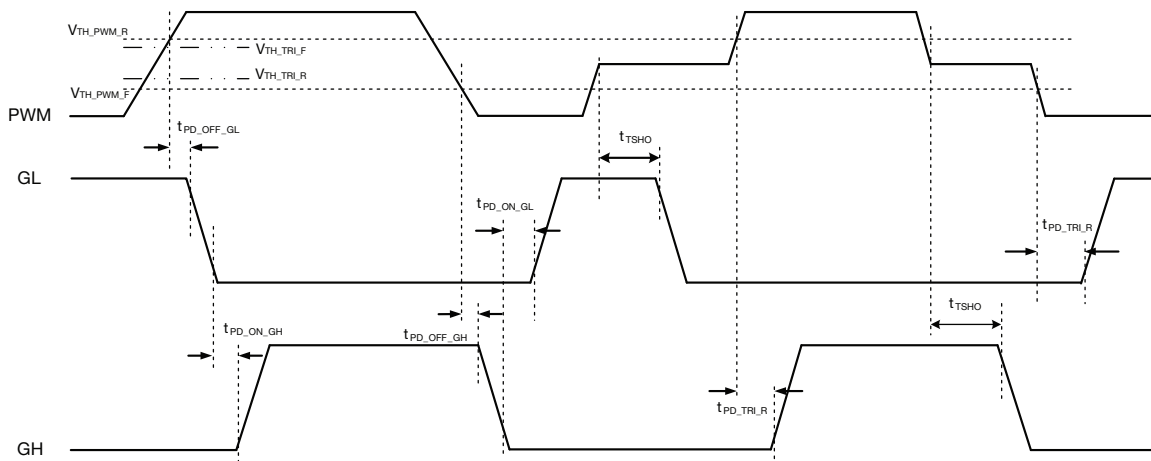 VTH_PWM_R
VTH_TRI_F
VTH_TRI_R
VTH_PWM_F
PWM
tPD_OFF_GL
tTSHO
GL
tPD_ON_GL
tPD_TRI_R
tTSHO
tPD_ON_GH
tPD_OFF_GH
tPD_TRI_R
GH